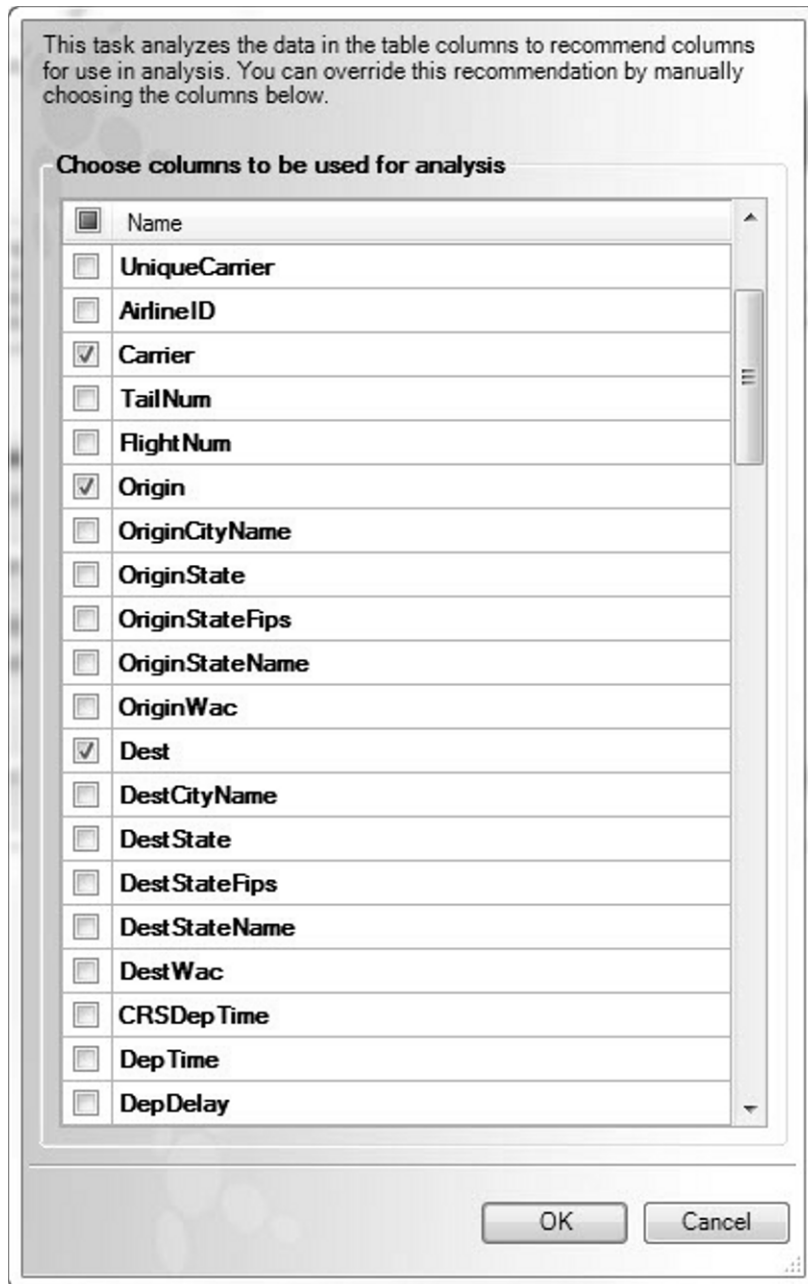 This task analyzes the data in the table columns to recommend columns
for use in analysis. You can override this recommendation by manually
choosing the columns below.
Choose columns to be used for analysis
Name
UniqueCarrier
AirlineID
Carrier
TailNum
FlightNum
Origin
OriginCityName
OriginState
OriginStateFips
OriginStateName
OriginWac
Dest
DestCityName
DestState
DestStateFips
DestStateName
DestWac
CRSDepTime
DepTime
DepDelay
OK Cancel